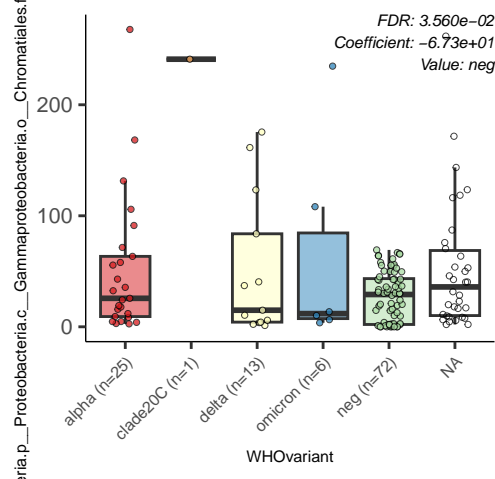 FDR: 3.560e−02
Coefficient: −6.73e+01
Value: neg
eria.p__Proteobacteria.c__Gammaproteobacteria.o__Chromatiales.f
200
100
0
alpha (n=25)
clade20C (n=1)
delta (n=13)
omicron (n=6)
neg (n=72)
NA
WHOvariant